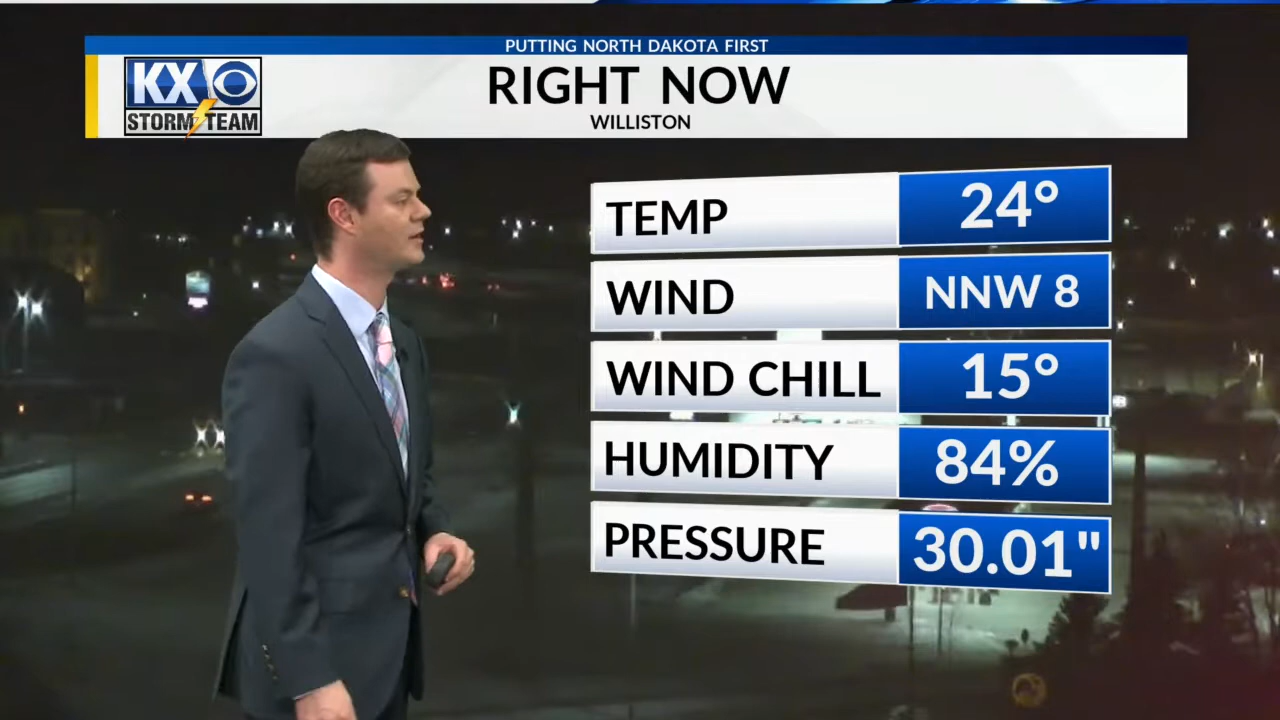 PUTTING NORTH DAKOTA FIRST
KX
STORM TEAM
RIGHT NOW
WILLISTON
TEMP 24°
WIND NNW 8
WIND CHILL 15°
HUMIDITY 84%
PRESSURE 30.01"